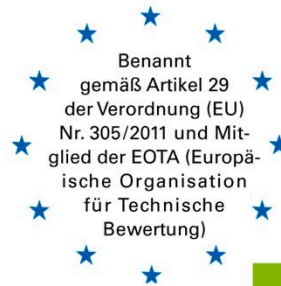 Benannt
gemäß Artikel 29
der Verordnung (EU)
Nr. 305/2011 und Mit-
glied der EOTA (Europä-
ische Organisation
für Technische
Bewertung)